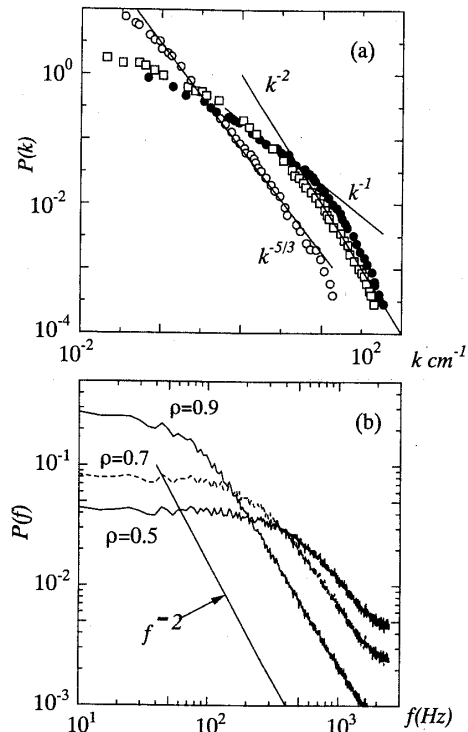 (a)
10^0
k^-2
P(k)
k^-1
10^-2
k^-5/3
10^-4
10^-2
10^2
k cm^-1
(b)
ρ=0.9
10^-1
ρ=0.7
P(f)
ρ=0.5
10^-2
f^-2
10^-3
10^1
10^2
10^3
f(Hz)